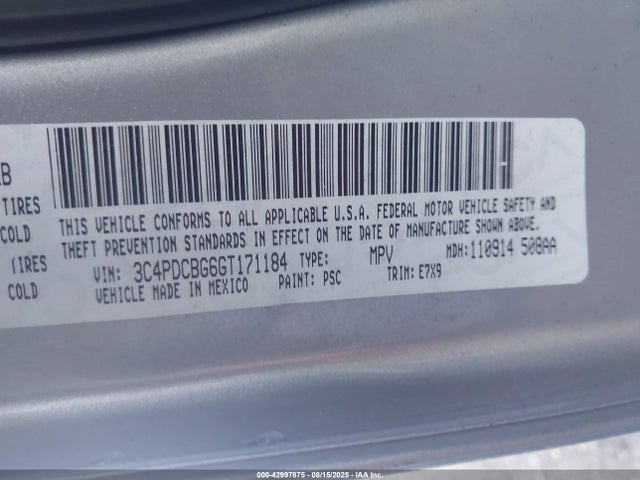 B
TIRES
COLD
TIRES
COLD
THIS VEHICLE CONFORMS TO ALL APPLICABLE U.S.A. FEDERAL MOTOR VEHICLE SAFETY AND
THEFT PREVENTION STANDARDS IN EFFECT ON THE DATE OF MANUFACTURE SHOWN ABOVE.
VIN: 3C4PDCBG6GT171184 TYPE: MPV MDH: 110914 508AA
VEHICLE MADE IN MEXICO PAINT: PSC TRIM: E7X9
000-42997875 - 08/15/2025 - IAA Inc.